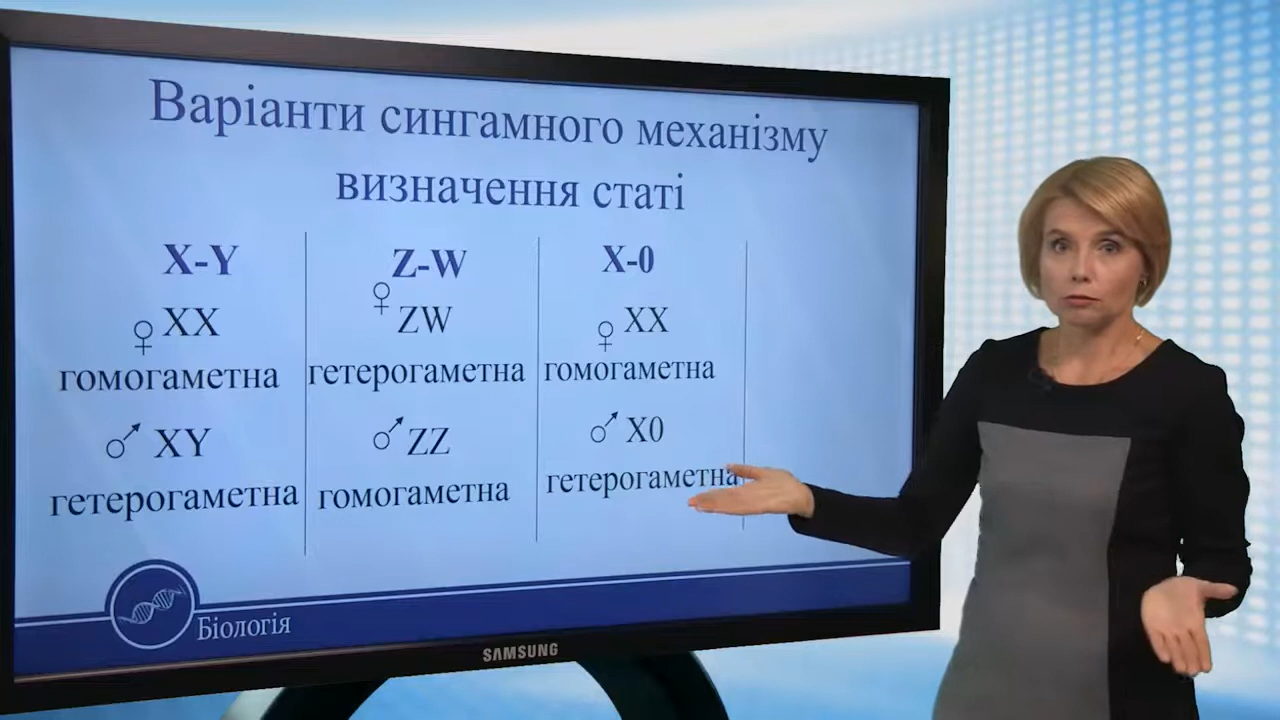 Варіанти сингамного механізму
визначення статі
X-Y
♀ XX
гомогаметна
♂ XY
гетерогаметна
Z-W
♀ ZW
гетерогаметна
♂ ZZ
гомогаметна
X-0
♀ XX
гомогаметна
♂ X0
гетерогаметна
Біологія
SAMSUNG